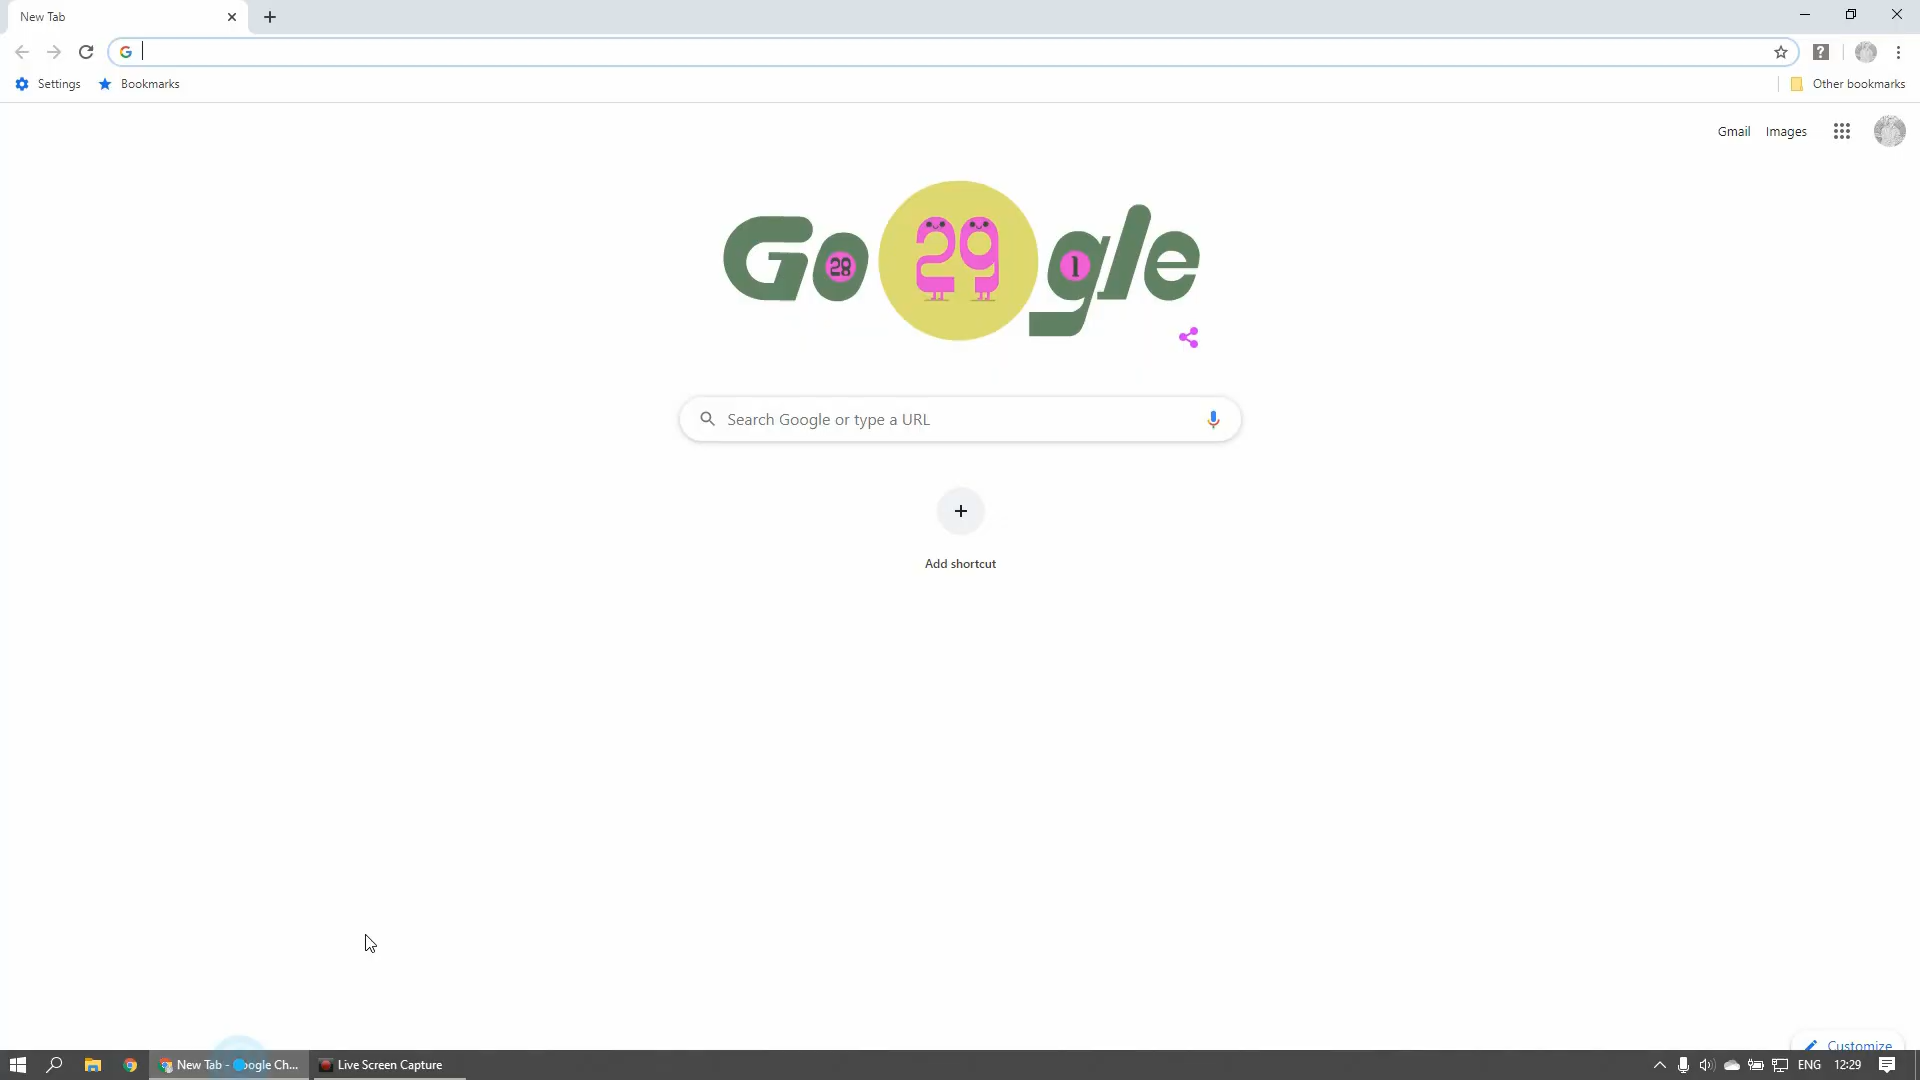 New Tab
Settings
Bookmarks
Other bookmarks
Gmail
Images
Google
28
29
1
Search Google or type a URL
Add shortcut
Customize
New Tab - Google Ch...
Live Screen Capture
ENG
12:29